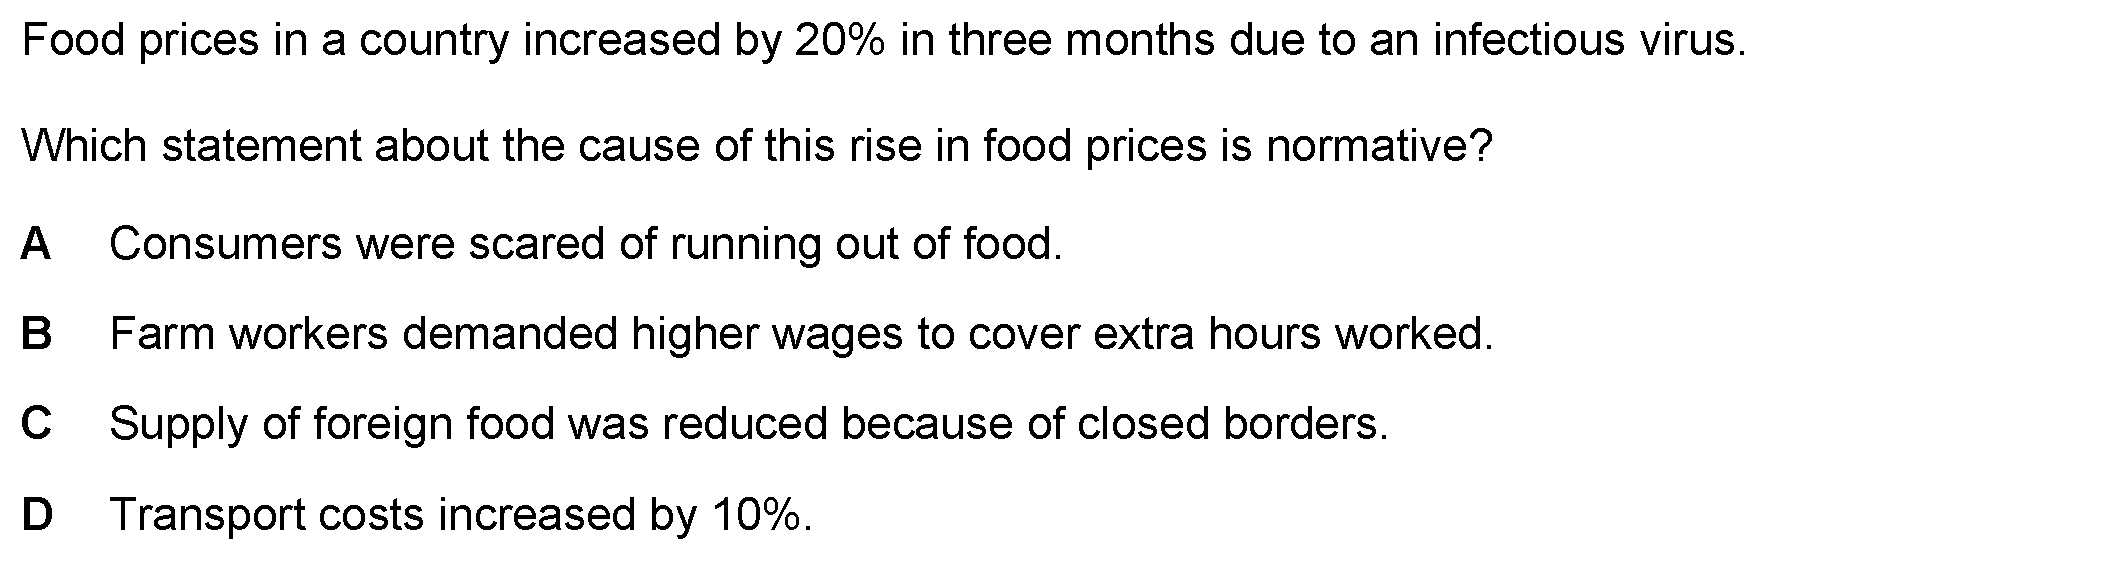 Food prices in a country increased by 20% in three months due to an infectious virus.
Which statement about the cause of this rise in food prices is normative?
A Consumers were scared of running out of food.
B Farm workers demanded higher wages to cover extra hours worked.
C Supply of foreign food was reduced because of closed borders.
D Transport costs increased by 10%.